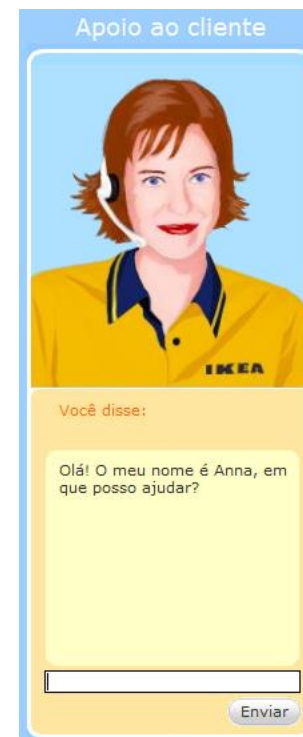 Apoio ao cliente
IKEA
Você disse:
Olá! O meu nome é Anna, em
que posso ajudar?
Enviar